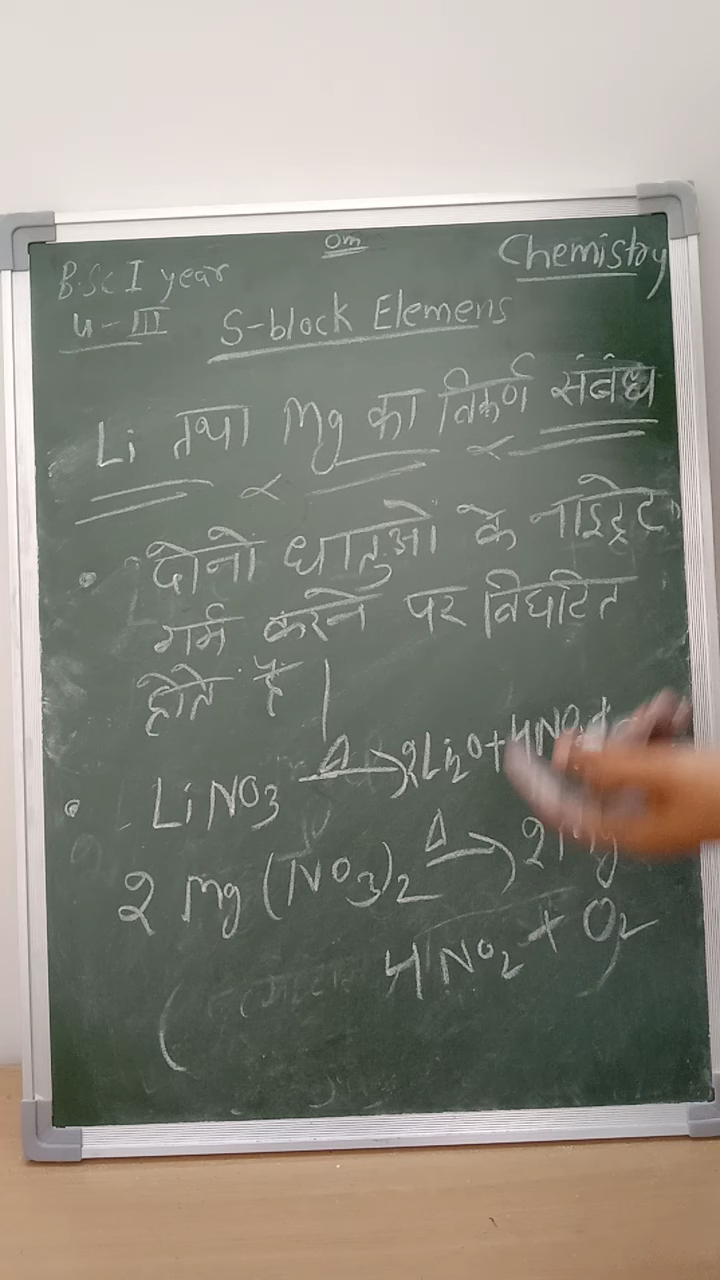 Om
B.Sc I year
Chemistry
U-III
S-block Elemens
Li तथा Mg का विकर्ण संबंध
• दोनो धातुओं के नाइट्रेट
गर्म करने पर विघटित
होते है |
• LiNO3 Δ→ 2Li2O+4NO2+
2 Mg(NO3)2 Δ→ 2Mg
4NO2 + O2
(